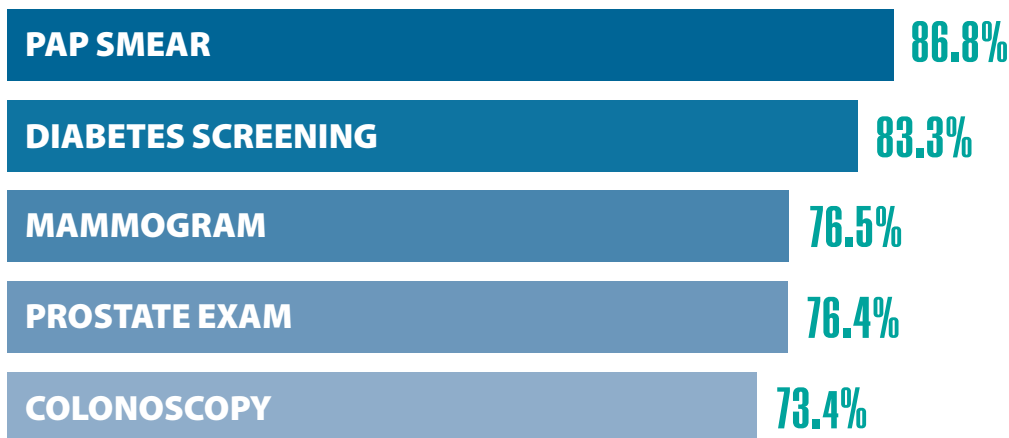 PAP SMEAR 86.8%
DIABETES SCREENING 83.3%
MAMMOGRAM 76.5%
PROSTATE EXAM 76.4%
COLONOSCOPY 73.4%